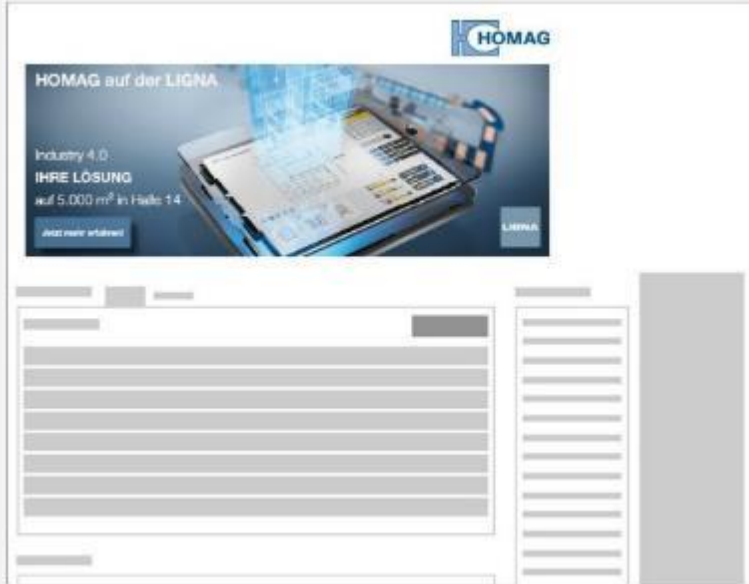 HOMAG
HOMAG auf der LIGNA
Industry 4.0
IHRE LÖSUNG
auf 5.000 m² in Halle 14
Jetzt mehr erfahren!
LIGNA